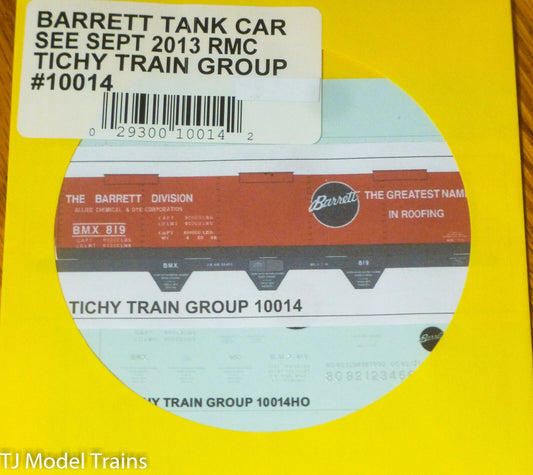 BARRETT TANK CAR
SEE SEPT 2013 RMC
TICHY TRAIN GROUP
#10014
0 29300 10014 2
THE BARRETT DIVISION
ALLIED CHEMICAL & DYE CORPORATION
BMX 819
Barrett
THE GREATEST NAM
IN ROOFING
BMX
819
TICHY TRAIN GROUP 10014
Barrett
HY TRAIN GROUP 10014HO
TJ Model Trains